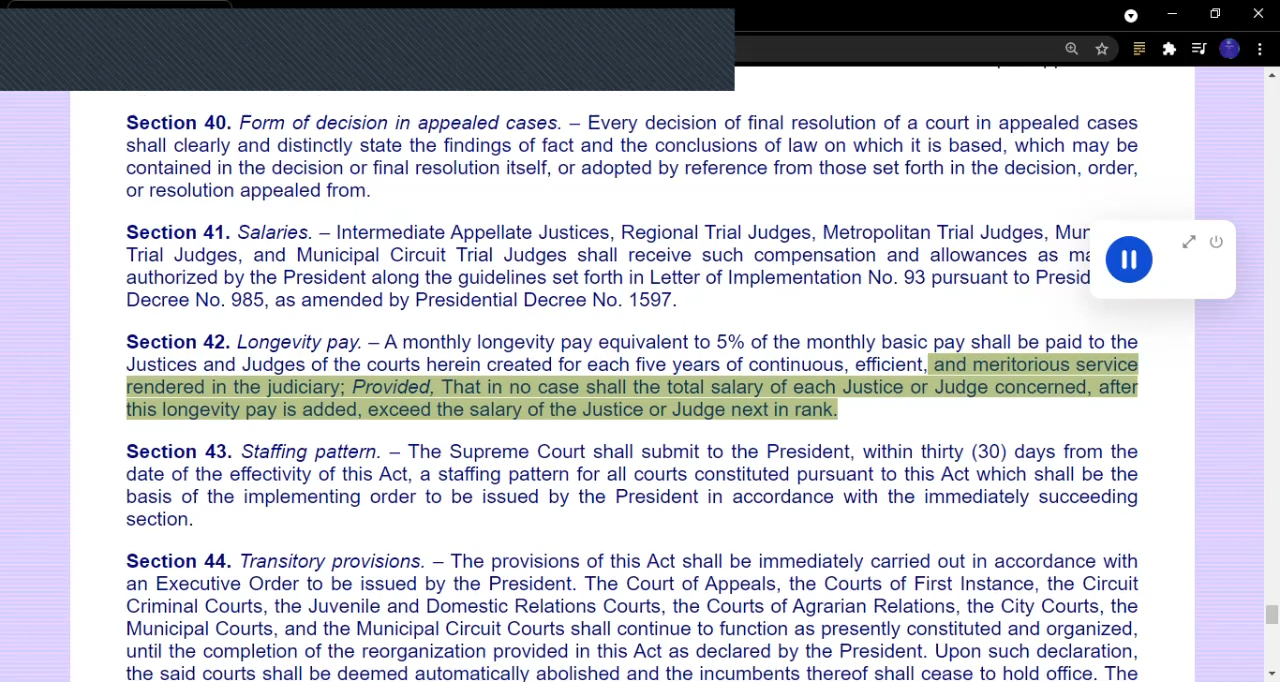 Section 40. Form of decision in appealed cases. – Every decision of final resolution of a court in appealed cases
shall clearly and distinctly state the findings of fact and the conclusions of law on which it is based, which may be
contained in the decision or final resolution itself, or adopted by reference from those set forth in the decision, order,
or resolution appealed from.
Section 41. Salaries. – Intermediate Appellate Justices, Regional Trial Judges, Metropolitan Trial Judges, Mun
Trial Judges, and Municipal Circuit Trial Judges shall receive such compensation and allowances as ma
authorized by the President along the guidelines set forth in Letter of Implementation No. 93 pursuant to Presid
Decree No. 985, as amended by Presidential Decree No. 1597.
Section 42. Longevity pay. – A monthly longevity pay equivalent to 5% of the monthly basic pay shall be paid to the
Justices and Judges of the courts herein created for each five years of continuous, efficient, and meritorious service
rendered in the judiciary; Provided, That in no case shall the total salary of each Justice or Judge concerned, after
this longevity pay is added, exceed the salary of the Justice or Judge next in rank.
Section 43. Staffing pattern. – The Supreme Court shall submit to the President, within thirty (30) days from the
date of the effectivity of this Act, a staffing pattern for all courts constituted pursuant to this Act which shall be the
basis of the implementing order to be issued by the President in accordance with the immediately succeeding
section.
Section 44. Transitory provisions. – The provisions of this Act shall be immediately carried out in accordance with
an Executive Order to be issued by the President. The Court of Appeals, the Courts of First Instance, the Circuit
Criminal Courts, the Juvenile and Domestic Relations Courts, the Courts of Agrarian Relations, the City Courts, the
Municipal Courts, and the Municipal Circuit Courts shall continue to function as presently constituted and organized,
until the completion of the reorganization provided in this Act as declared by the President. Upon such declaration,
the said courts shall be deemed automatically abolished and the incumbents thereof shall cease to hold office. The